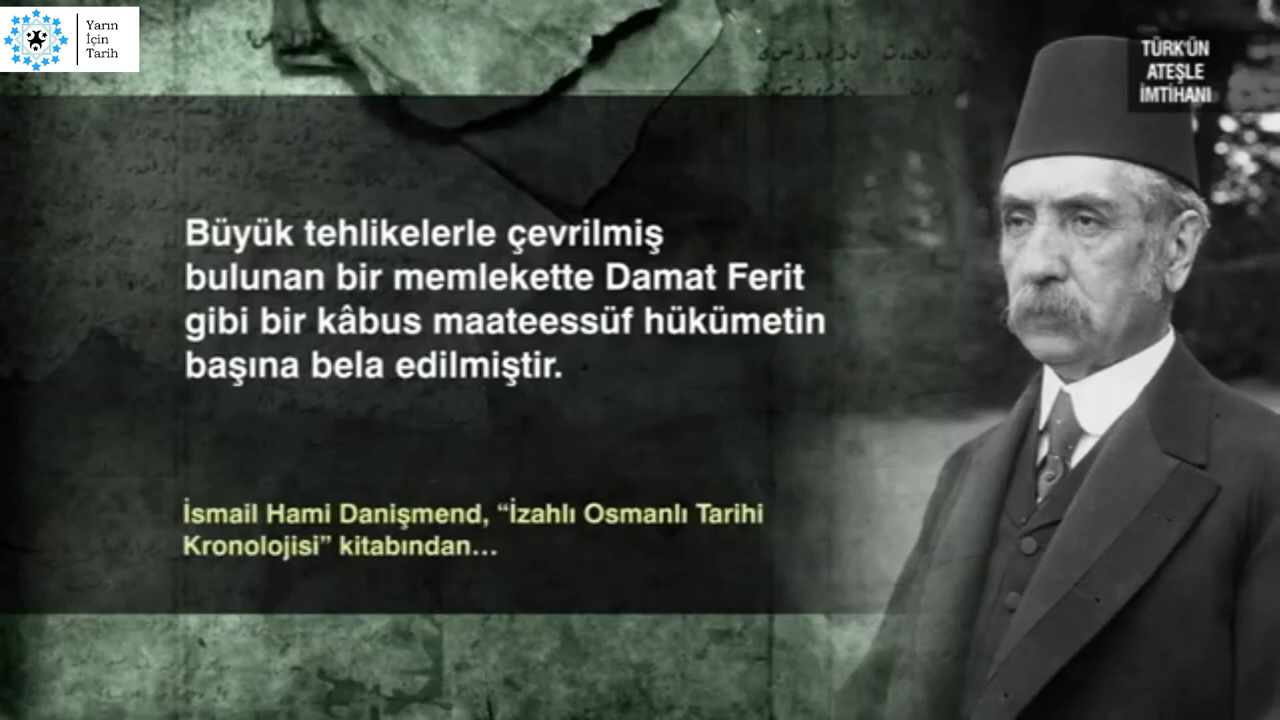 Yarın
İçin
Tarih
TÜRK'ÜN
ATEŞLE
İMTİHANI
Büyük tehlikelerle çevrilmiş
bulunan bir memlekette Damat Ferit
gibi bir kâbus maateessüf hükümetin
başına bela edilmiştir.
İsmail Hami Danişmend, “İzahlı Osmanlı Tarihi
Kronolojisi” kitabından...